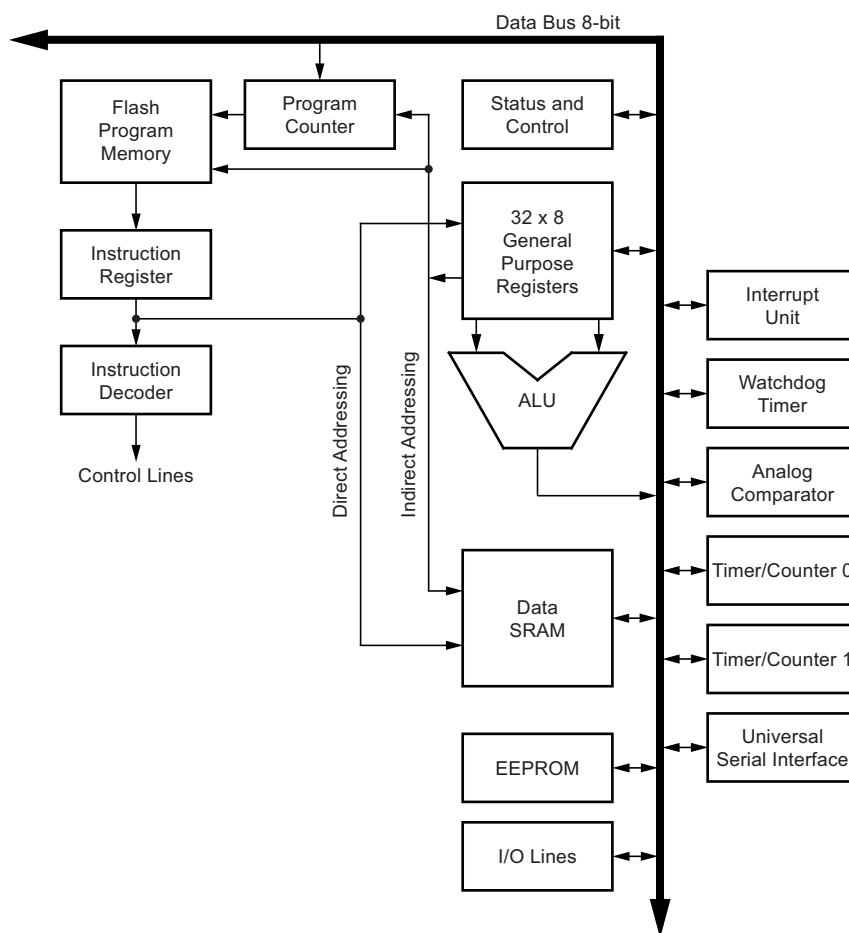 Data Bus 8-bit
Flash
Program
Memory
Program
Counter
Status and
Control
32 x 8
General
Purpose
Registers
Instruction
Register
Instruction
Decoder
Control Lines
Direct Addressing
Indirect Addressing
ALU
Data
SRAM
EEPROM
I/O Lines
Interrupt
Unit
Watchdog
Timer
Analog
Comparator
Timer/Counter 0
Timer/Counter 1
Universal
Serial Interface